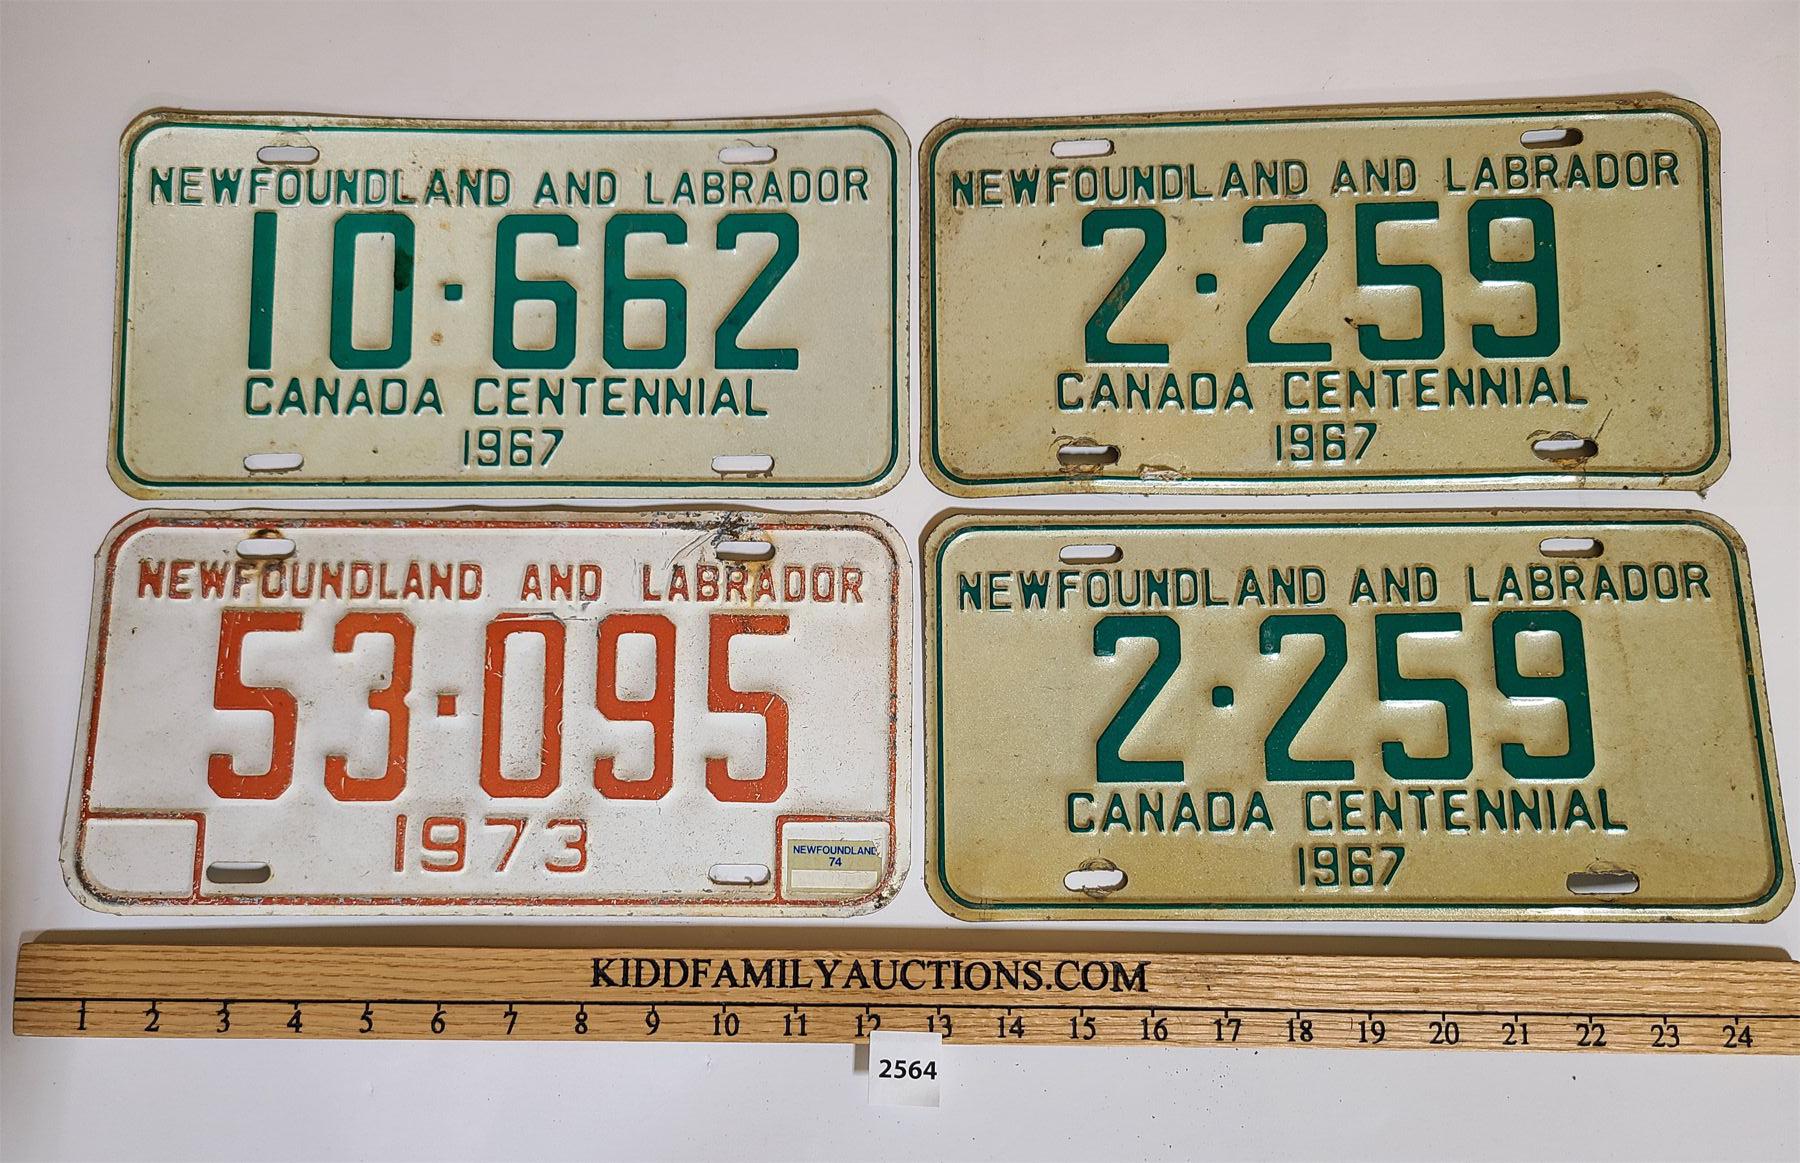 NEWFOUNDLAND AND LABRADOR
10·662
CANADA CENTENNIAL
1967
NEWFOUNDLAND AND LABRADOR
2·259
CANADA CENTENNIAL
1967
NEWFOUNDLAND AND LABRADOR
53·095
1973
NEWFOUNDLAND
74
NEWFOUNDLAND AND LABRADOR
2·259
CANADA CENTENNIAL
1967
KIDDFAMILYAUCTIONS.COM
1 2 3 4 5 6 7 8 9 10 11 12 13 14 15 16 17 18 19 20 21 22 23 24
2564